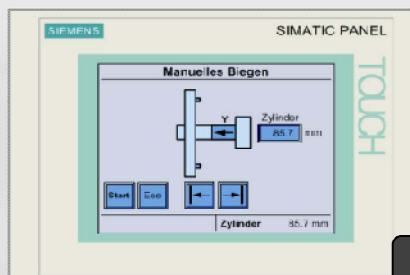 SIEMENS
SIMATIC PANEL
TOUCH
Manuelles Biegen
Y
Zylinder
85.7 mm
Start
Esc
Zylinder 85.7 mm